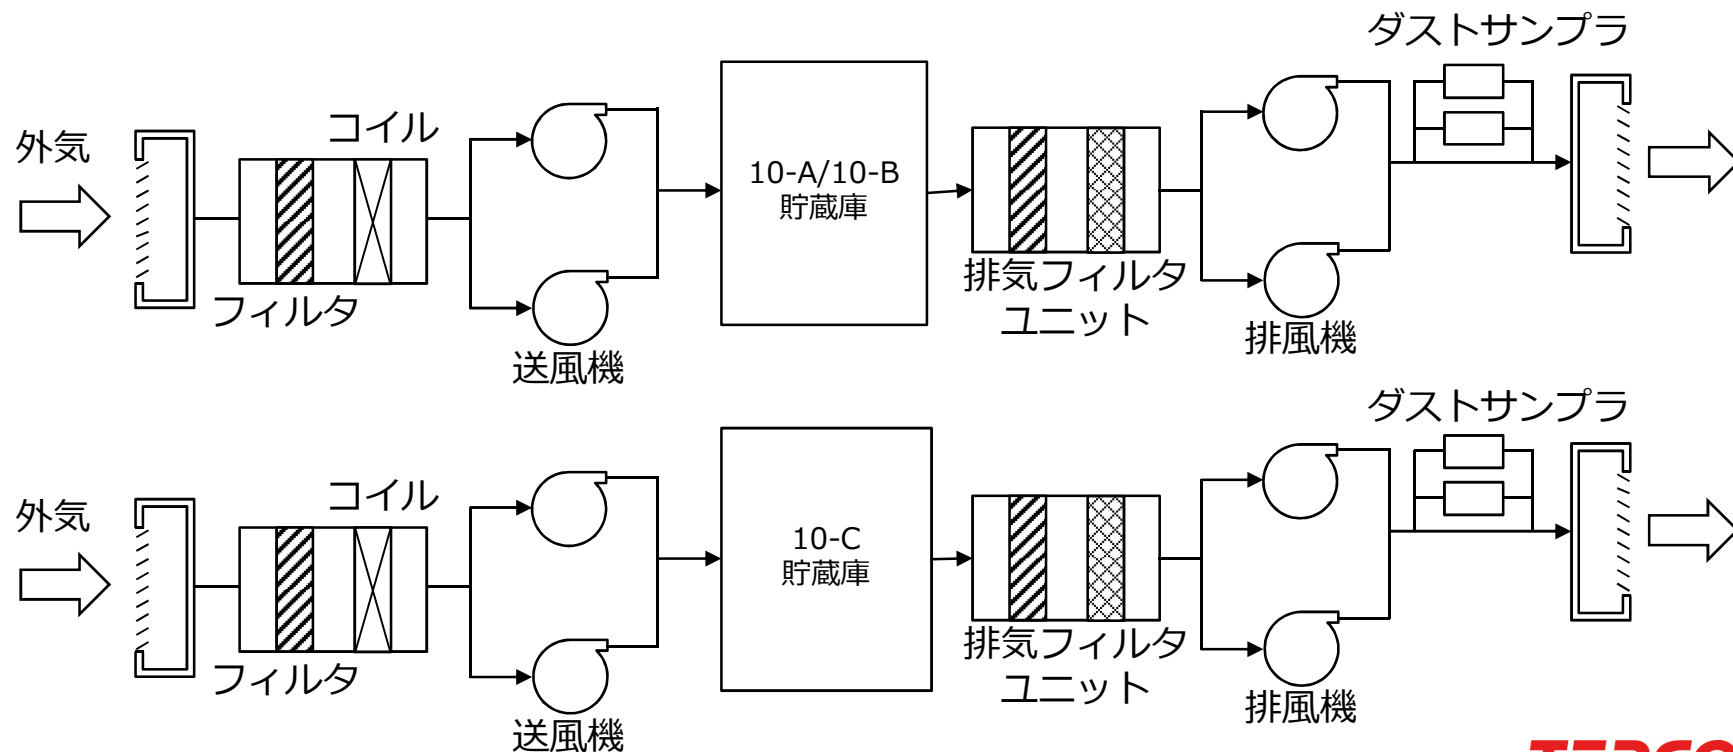 ダストサンプラ
コイル
外気
10-A/10-B
貯蔵庫
フィルタ
排気フィルタ
ユニット
送風機
排風機
ダストサンプラ
コイル
外気
10-C
貯蔵庫
フィルタ
排気フィルタ
ユニット
送風機
排風機